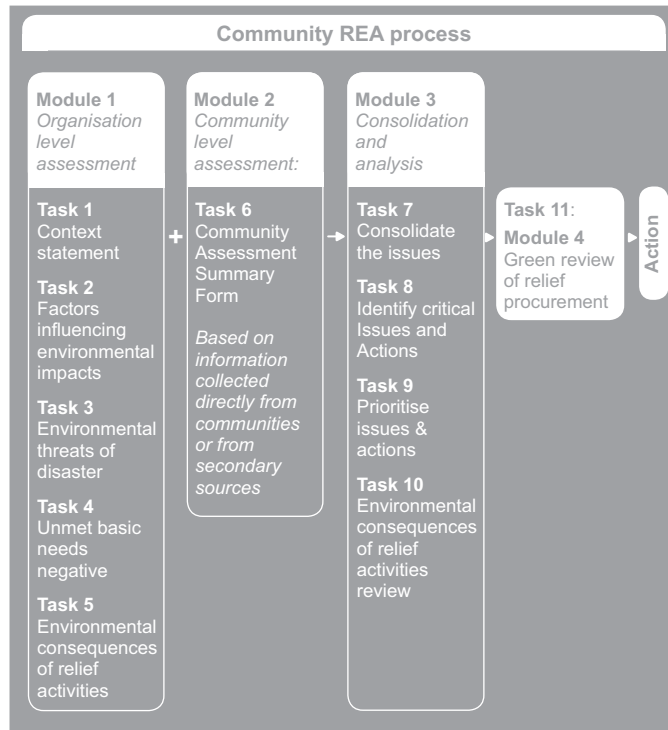 Community REA process
Module 1
Organisation
level
assessment
Task 1
Context
statement
Task 2
Factors
influencing
environmental
impacts
Task 3
Environmental
threats of
disaster
Task 4
Unmet basic
needs
negative
Task 5
Environmental
consequences
of relief
activities
+
Module 2
Community
level
assessment:
Task 6
Community
Assessment
Summary
Form
Based on
information
collected
directly from
communities
or from
secondary
sources
Module 3
Consolidation
and
analysis
Task 7
Consolidate
the issues
Task 8
Identify critical
Issues and
Actions
Task 9
Prioritise
issues &
actions
Task 10
Environmental
consequences
of relief
activities
review
Task 11:
Module 4
Green review
of relief
procurement
Action